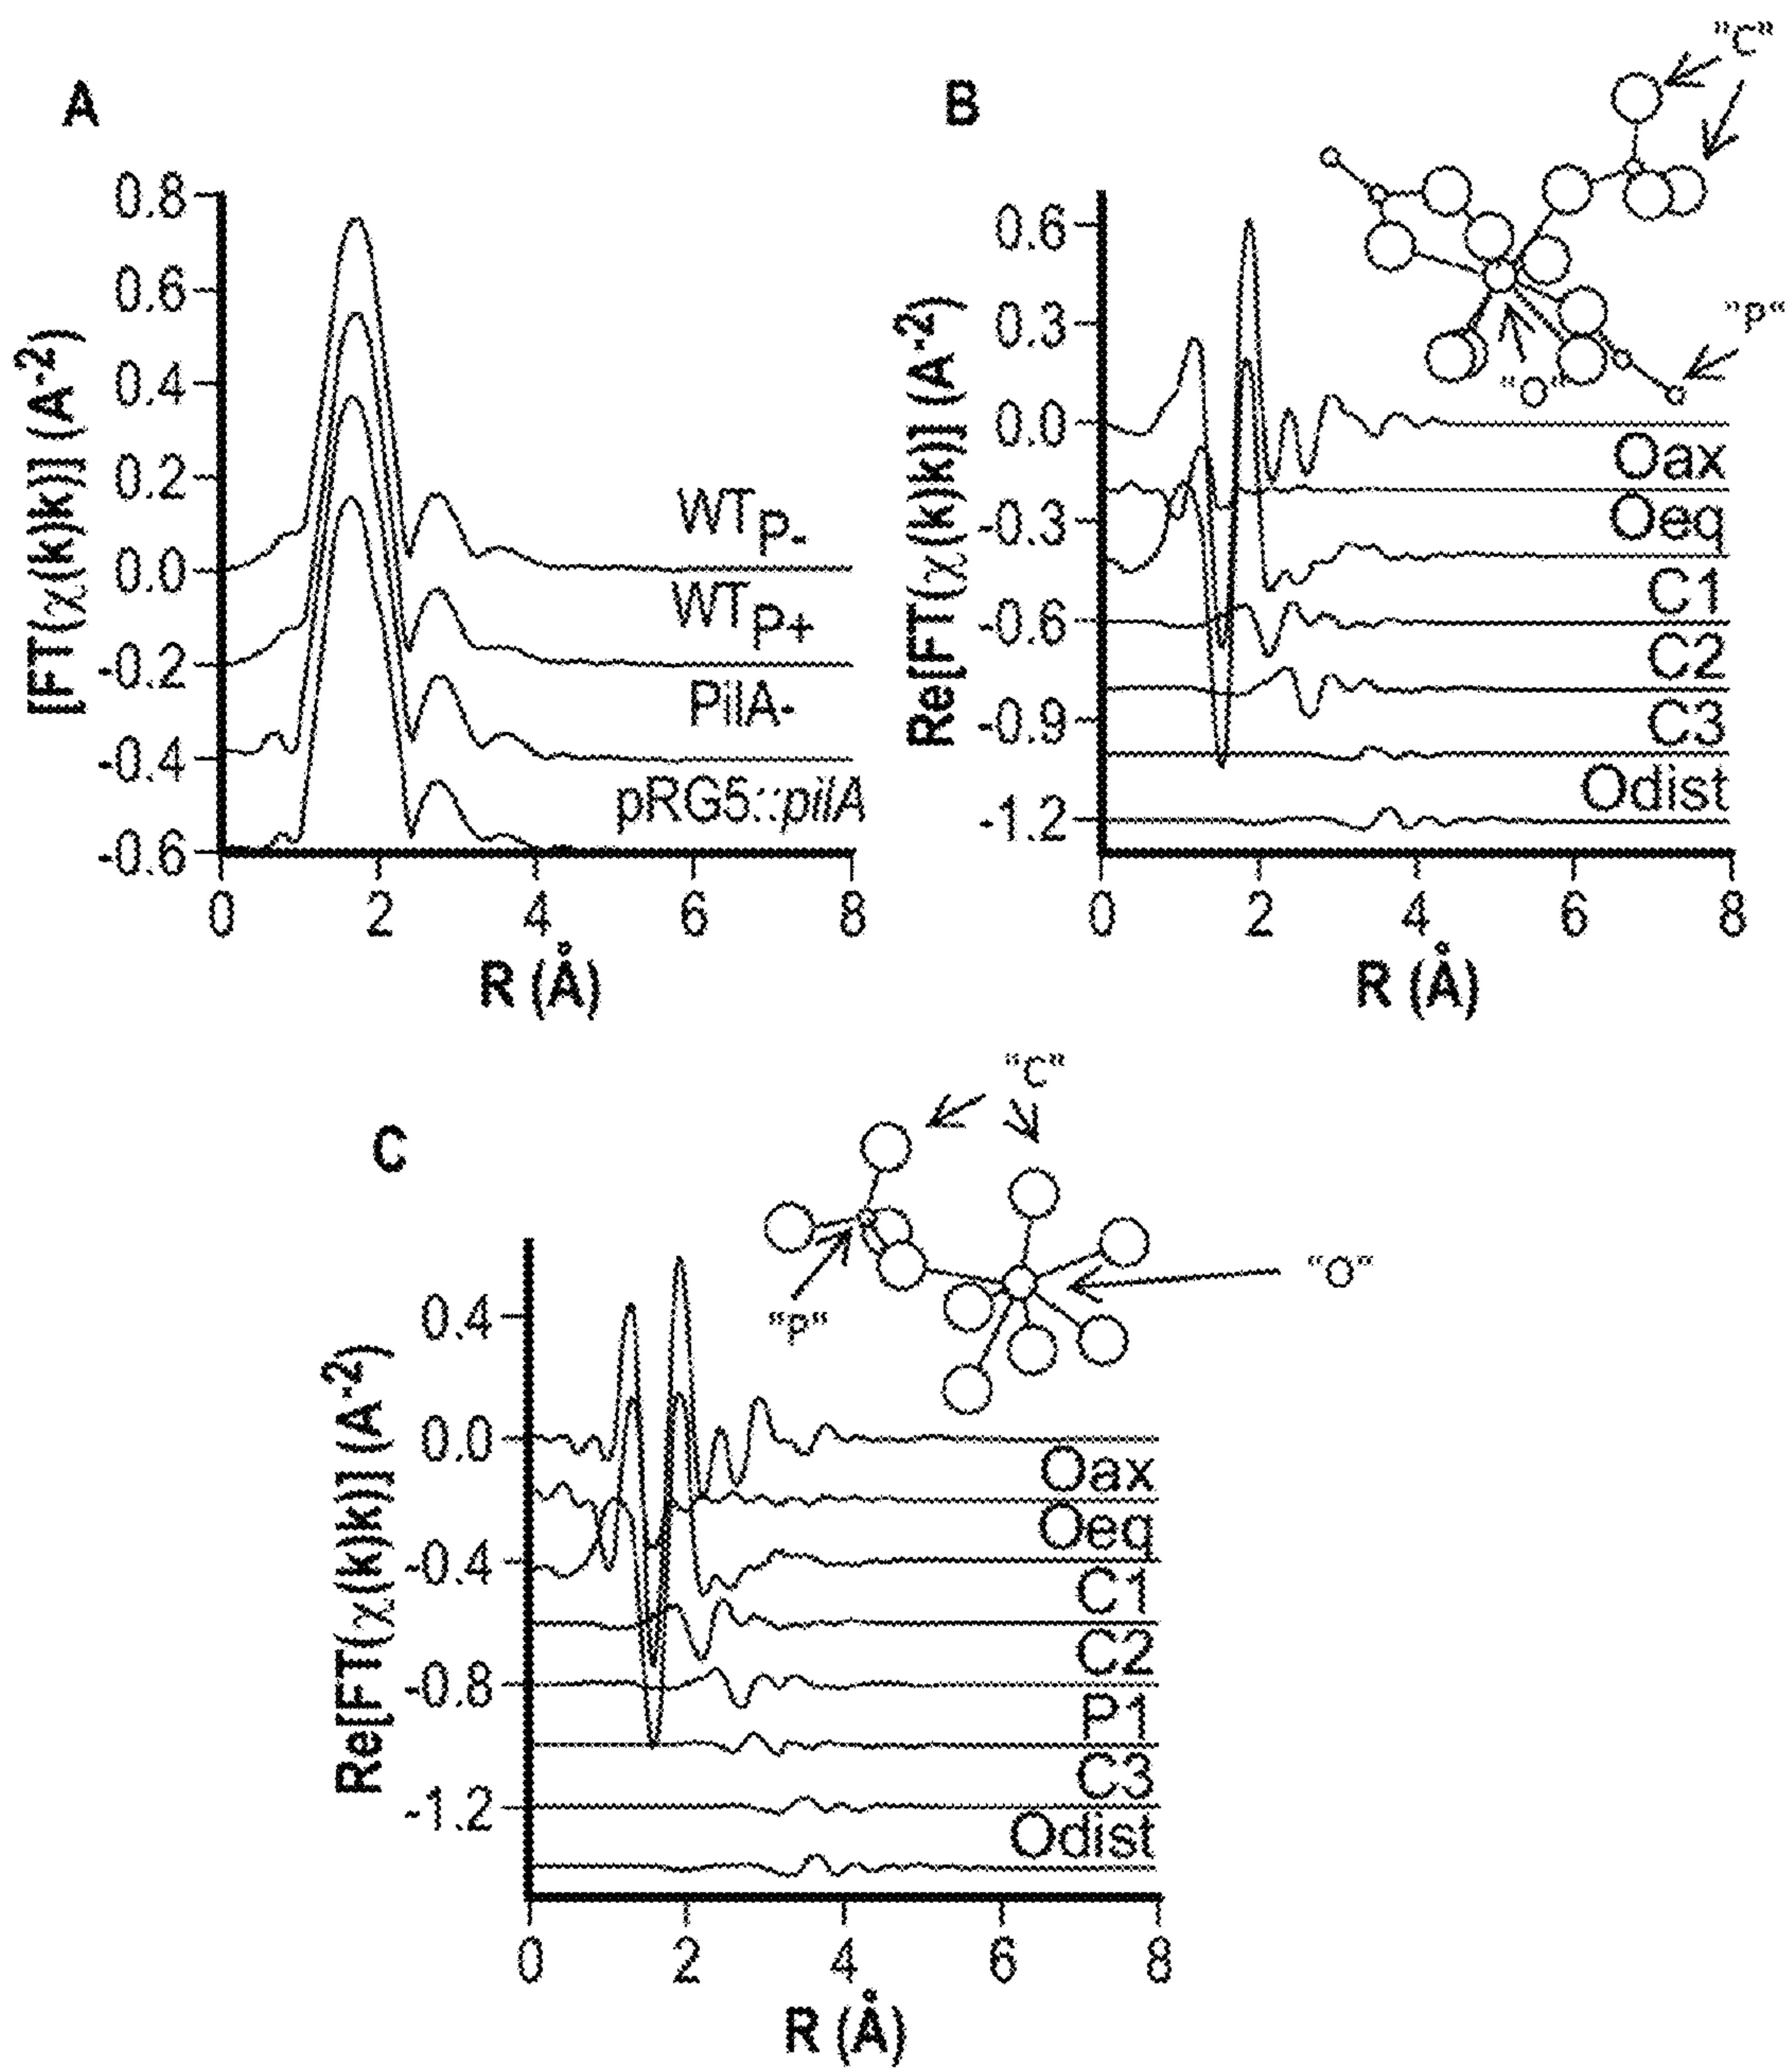 A
[FT(χ(k)k)] (A⁻²)
0.8
0.6
0.4
0.2
0.0
-0.2
-0.4
-0.6
WTP-
WTP+
PilA-
pRG5::pilA
0 2 4 6 8
R (Å)
B
"C"
"P"
"O"
Re[FT(χ(k)k)] (A⁻²)
0.6
0.3
0.0
-0.3
-0.6
-0.9
-1.2
Oax
Oeq
C1
C2
C3
Odist
0 2 4 6 8
R (Å)
C
"C"
"O"
"P"
Re[FT(χ(k)k)] (A⁻²)
0.4
0.0
-0.4
-0.8
-1.2
Oax
Oeq
C1
C2
P1
C3
Odist
0 2 4 6 8
R (Å)